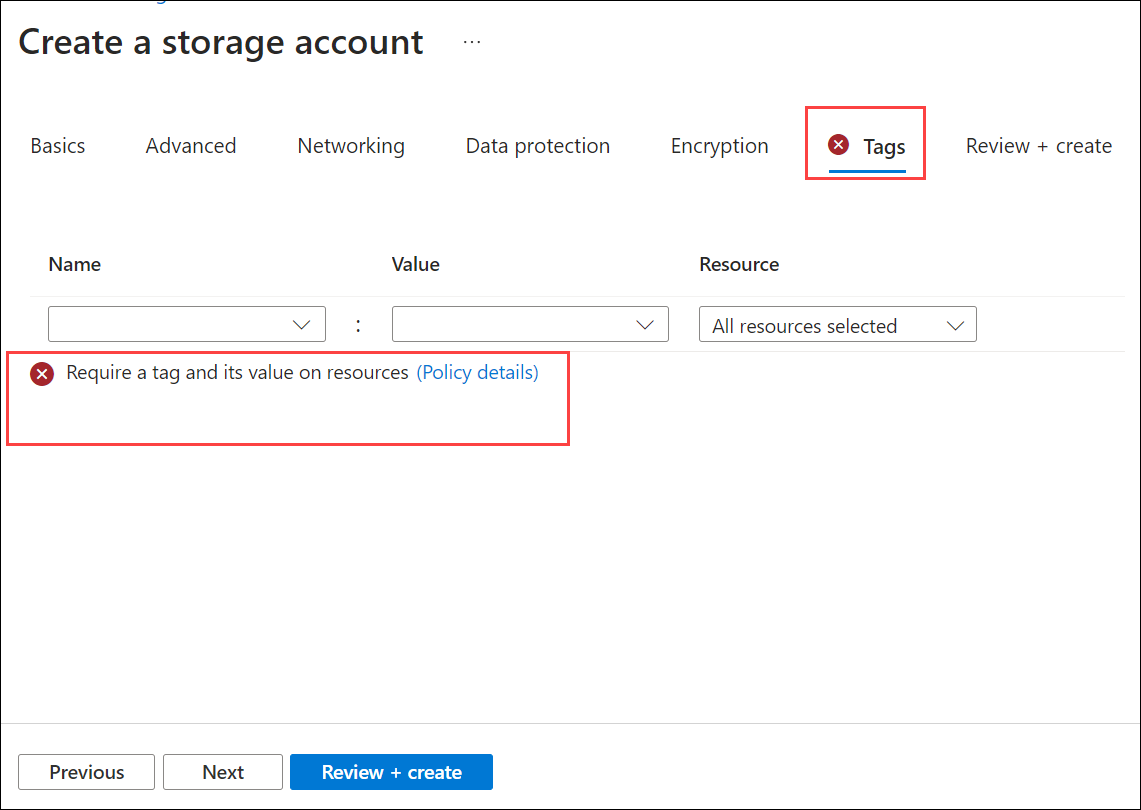 Create a storage account ...
Basics Advanced Networking Data protection Encryption Tags Review + create
Name Value Resource
: All resources selected
Require a tag and its value on resources (Policy details)
Previous Next Review + create